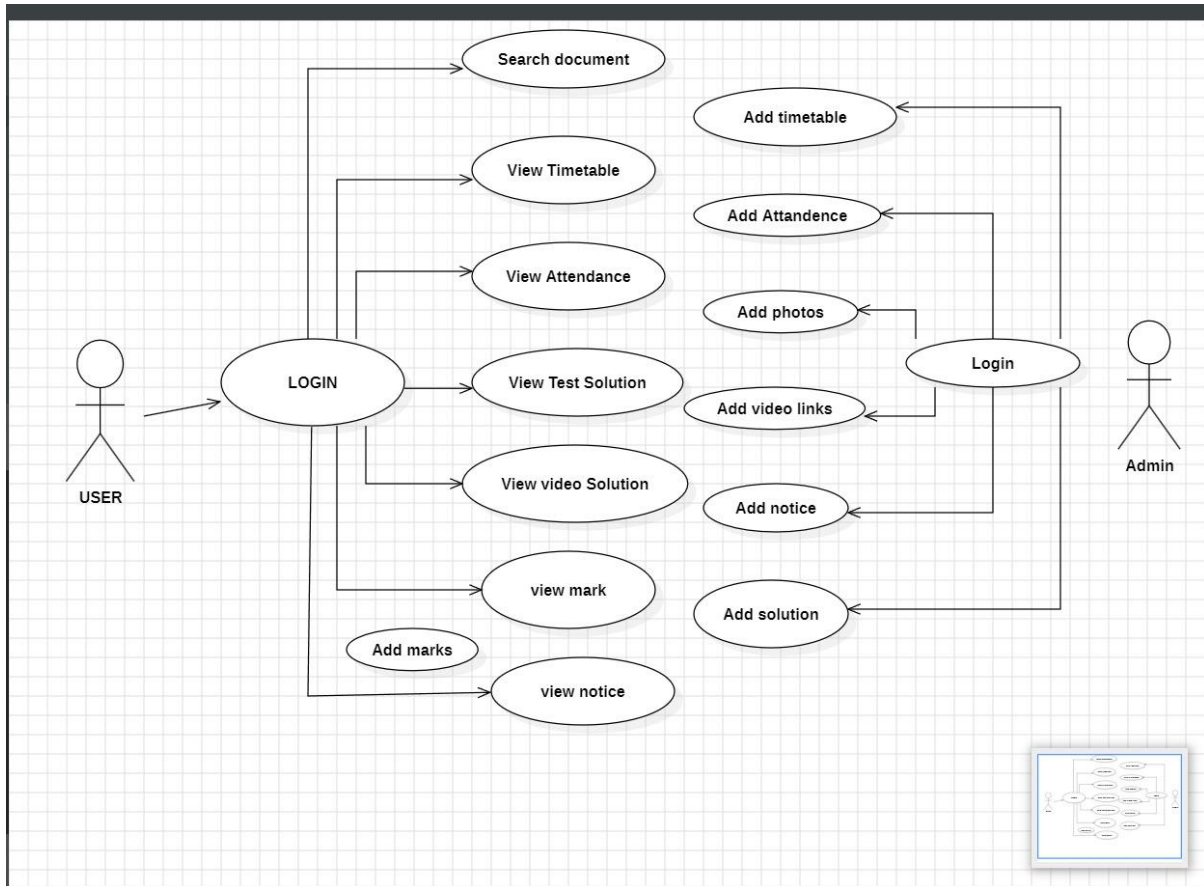 Search document
Add timetable
View Timetable
Add Attandence
View Attendance
Add photos
LOGIN
Login
View Test Solution
Add video links
Admin
View video Solution
USER
Add notice
view mark
Add solution
Add marks
view notice